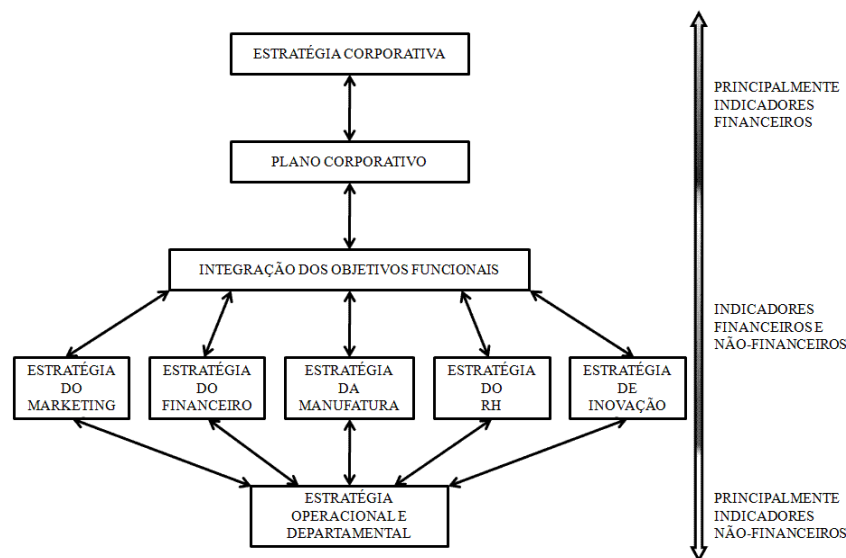 ESTRATÉGIA CORPORATIVA
PRINCIPALMENTE
INDICADORES
FINANCEIROS
PLANO CORPORATIVO
INTEGRAÇÃO DOS OBJETIVOS FUNCIONAIS
INDICADORES
FINANCEIROS E
NÃO-FINANCEIROS
ESTRATÉGIA
DO
MARKETING
ESTRATÉGIA
DO
FINANCEIRO
ESTRATÉGIA
DA
MANUFATURA
ESTRATÉGIA
DO
RH
ESTRATÉGIA
DE
INOVAÇÃO
ESTRATÉGIA
OPERACIONAL E
DEPARTAMENTAL
PRINCIPALMENTE
INDICADORES
NÃO-FINANCEIROS